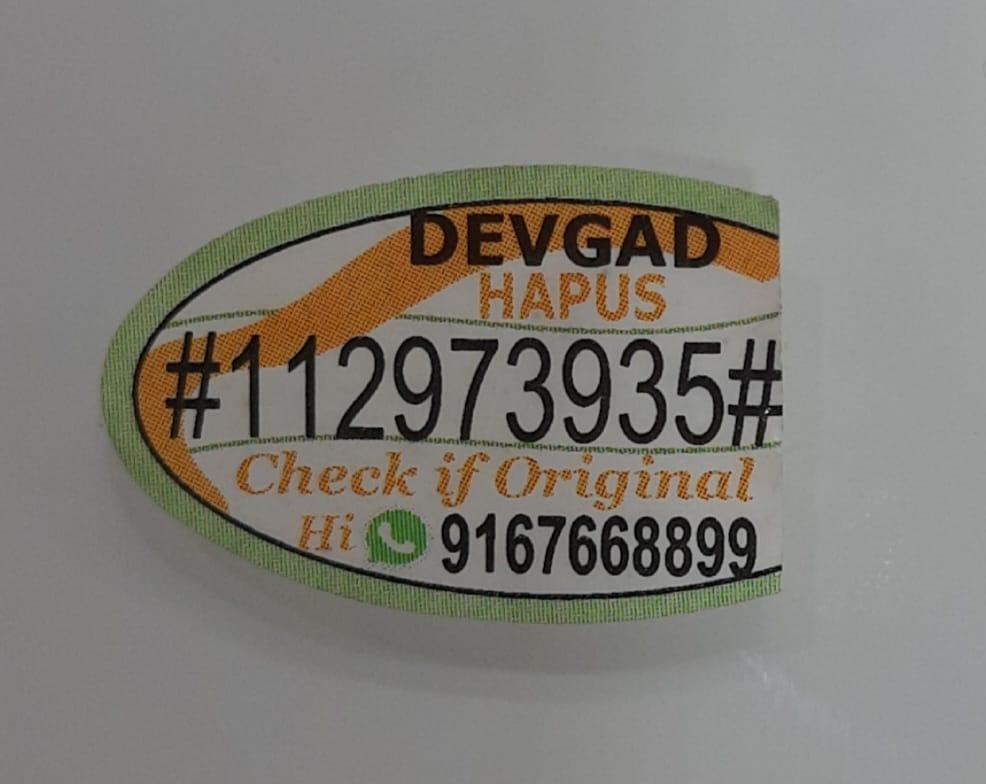 DEVGAD
HAPUS
#112973935#
Check if Original
Hi 9167668899